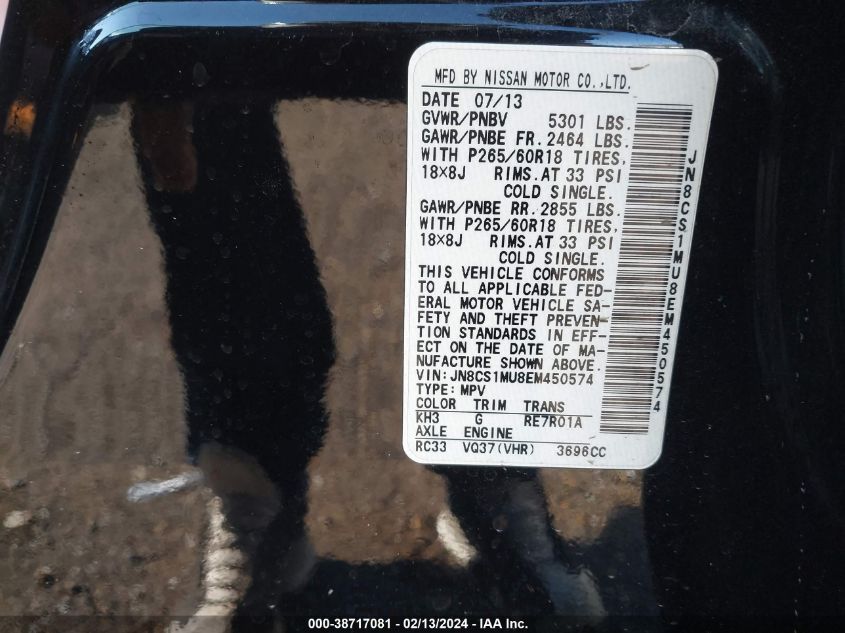 MFD BY NISSAN MOTOR CO.,LTD.
DATE 07/13
GVWR/PNBV 5301 LBS.
GAWR/PNBE FR. 2464 LBS.
WITH P265/60R18 TIRES,
18×8J RIMS.AT 33 PSI
COLD SINGLE.
GAWR/PNBE RR. 2855 LBS.
WITH P265/60R18 TIRES,
18×8J RIMS.AT 33 PSI
COLD SINGLE.
THIS VEHICLE CONFORMS
TO ALL APPLICABLE FED-
ERAL MOTOR VEHICLE SA-
FETY AND THEFT PREVEN-
TION STANDARDS IN EFF-
ECT ON THE DATE OF MA-
NUFACTURE SHOWN ABOVE.
VIN:JN8CS1MU8EM450574
TYPE:MPV
COLOR TRIM TRANS
KH3 G RE7R01A
AXLE ENGINE
RC33 VQ37(VHR) 3696CC
JN8CS1MU8EM450574
000-38717081 - 02/13/2024 - IAA Inc.